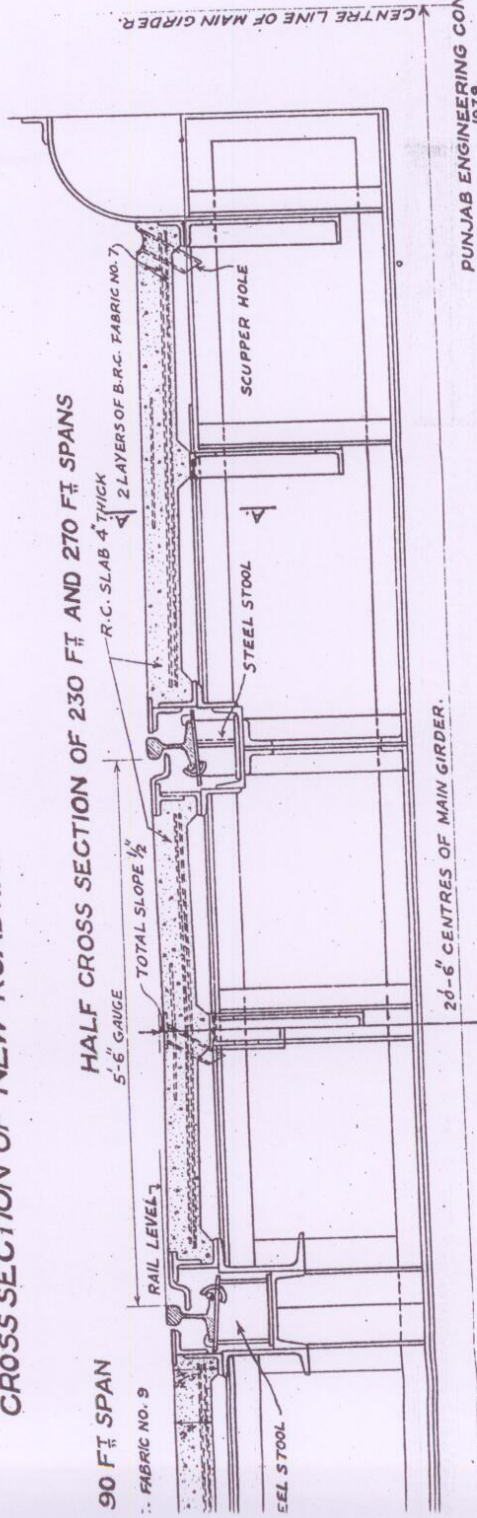 CROSS SECTION OF NEW
HALF CROSS SECTION OF 230 FT AND 270 FT SPANS
90 FT SPAN
FABRIC NO. 9
5'-6" GAUGE
R.C. SLAB 4" THICK
2 LAYERS OF B.R.C. FABRIC NO. 7
RAIL LEVEL
TOTAL SLOPE 1/2"
STEEL STOOL
SCUPPER HOLE
EEL STOOL
CENTRE LINE OF MAIN GIRDER.
20'-6" CENTRES OF MAIN GIRDER.
PUNJAB ENGINEERING CON